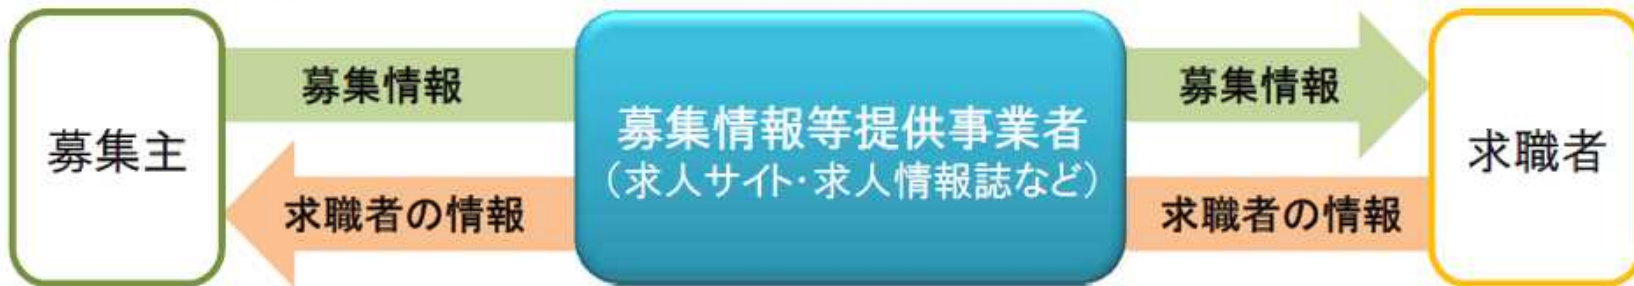 募集主
募集情報
求職者の情報
募集情報等提供事業者
(求人サイト・求人情報誌など)
募集情報
求職者の情報
求職者